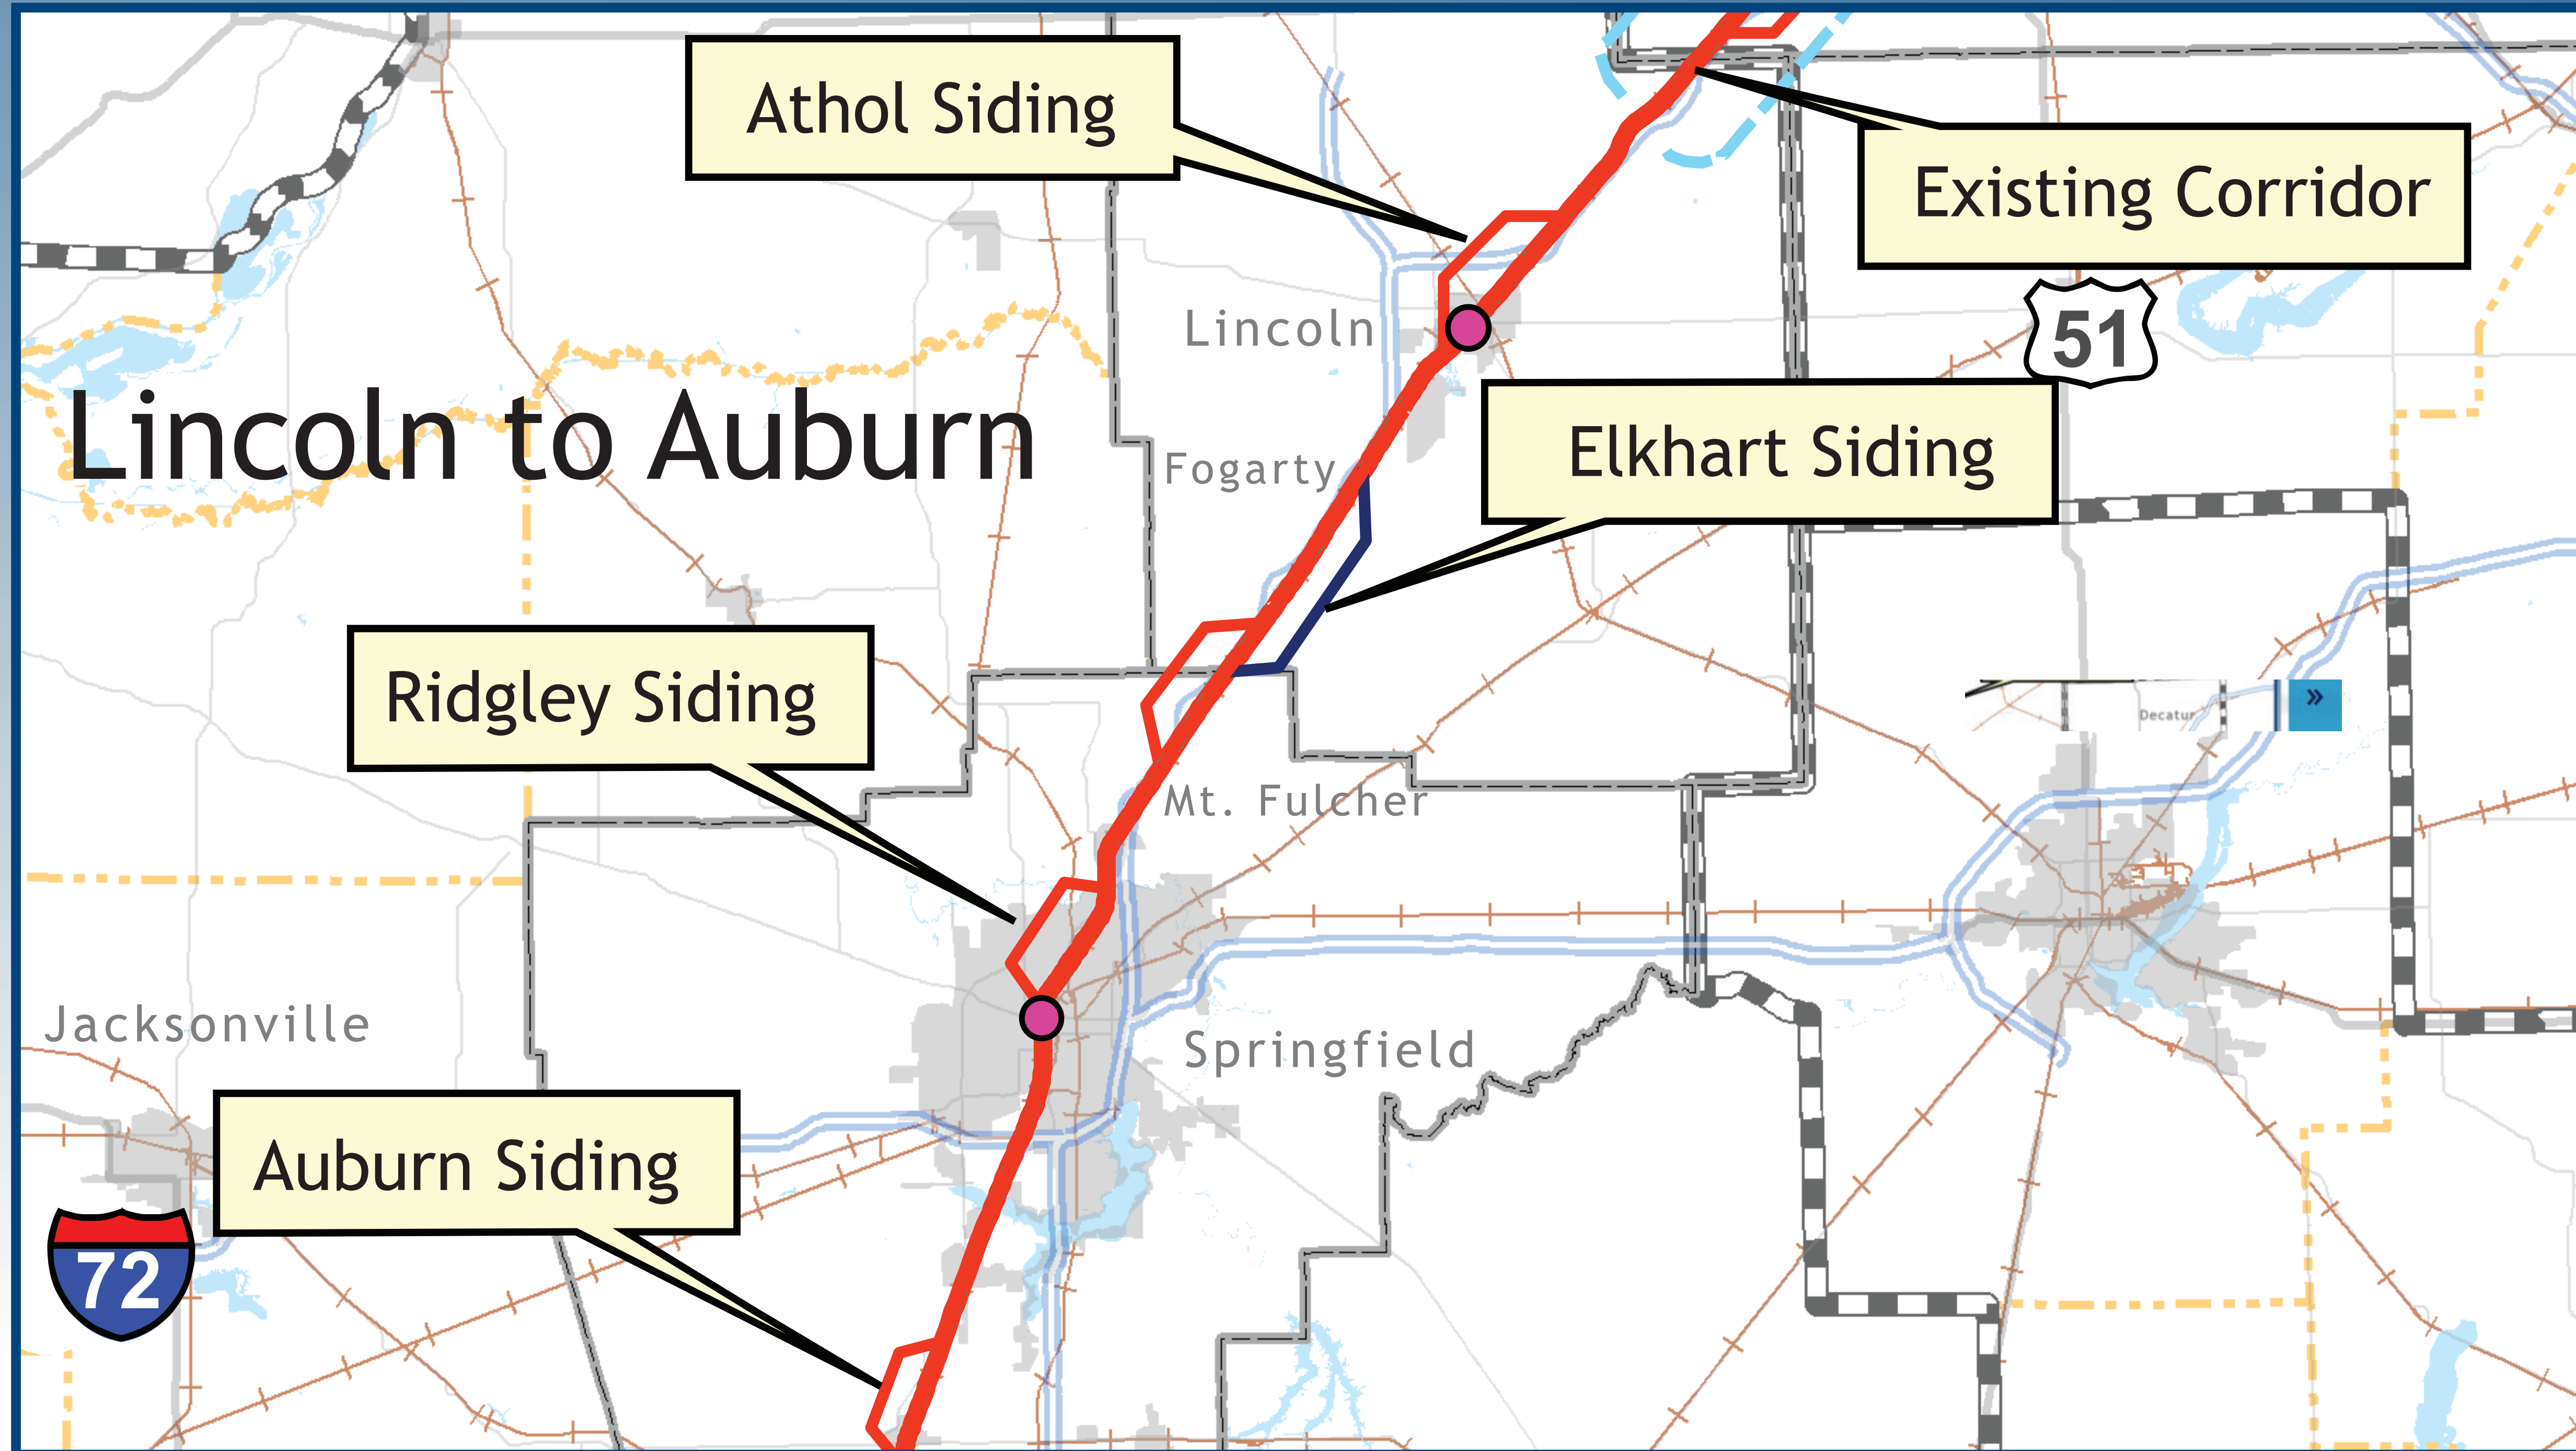 Athol Siding
Existing Corridor
Lincoln
51
Lincoln to Auburn
Fogarty
Elkhart Siding
Ridgley Siding
Decatur
»
Mt. Fulcher
Jacksonville
Springfield
Auburn Siding
72